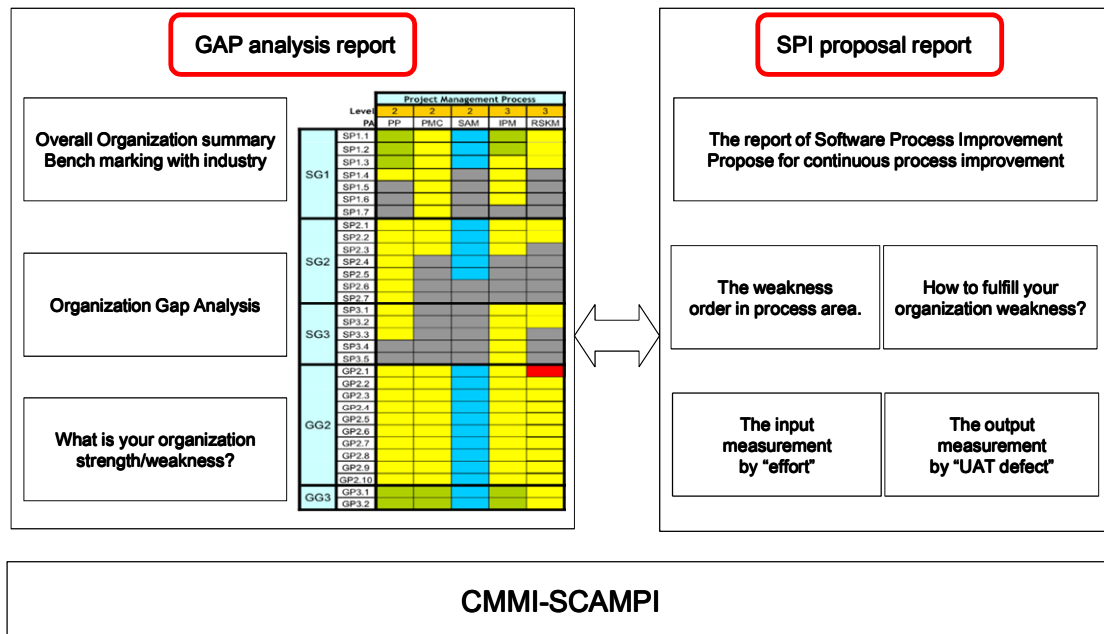 GAP analysis report
Overall Organization summary
Bench marking with industry
Organization Gap Analysis
What is your organization
strength/weakness?
Project Management Process
Level 2 2 2 3 3
PA PP PMC SAM IPM RSKM
SG1
SP1.1
SP1.2
SP1.3
SP1.4
SP1.5
SP1.6
SP1.7
SG2
SP2.1
SP2.2
SP2.3
SP2.4
SP2.5
SP2.6
SP2.7
SG3
SP3.1
SP3.2
SP3.3
SP3.4
SP3.5
GG2
GP2.1
GP2.2
GP2.3
GP2.4
GP2.5
GP2.6
GP2.7
GP2.8
GP2.9
GP2.10
GG3
GP3.1
GP3.2
SPI proposal report
The report of Software Process Improvement
Propose for continuous process improvement
The weakness
order in process area.
How to fulfill your
organization weakness?
The input
measurement
by “effort”
The output
measurement
by “UAT defect”
CMMI-SCAMPI